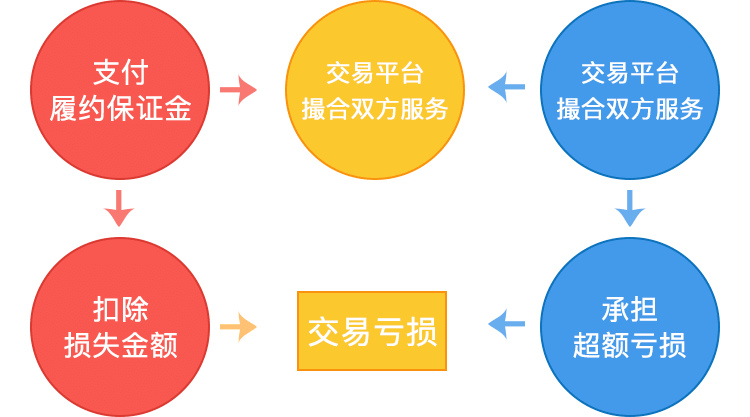 支付
履约保证金
交易平台
撮合双方服务
交易平台
撮合双方服务
扣除
损失金额
交易亏损
承担
超额亏损